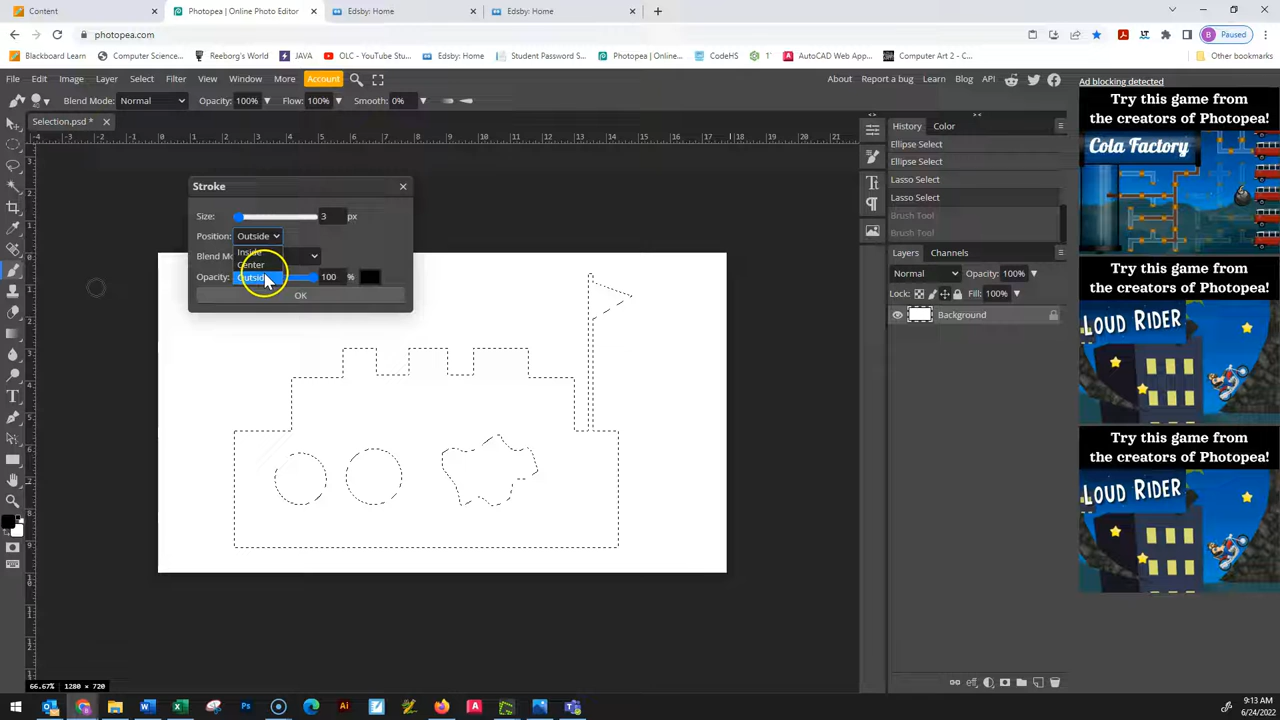 Content
Photopea | Online Photo Editor
Edsby: Home
Edsby: Home
photopea.com
Paused
Blackboard Learn
Computer Science...
Reeborg's World
JAVA
OLC - YouTube Stu...
Edsby: Home
Student Password S...
Photopea | Online...
CodeHS
AutoCAD Web App...
Computer Art 2 - C...
Other bookmarks
File Edit Image Layer Select Filter View Window More Account
About Report a bug Learn Blog API
Ad blocking detected
Blend Mode: Normal Opacity: 100% Flow: 100% Smooth: 0%
Selection.psd *
Stroke
Size: 3 px
Position: Outside
Inside
Center
Outside
Opacity: 100 %
OK
History Color
Ellipse Select
Ellipse Select
Lasso Select
Lasso Select
Brush Tool
Brush Tool
Layers Channels
Normal Opacity: 100%
Lock: Fill: 100%
Background
Try this game from
the creators of Photopea!
Cola Factory
Try this game from
the creators of Photopea!
LOUD RIDER
Try this game from
the creators of Photopea!
LOUD RIDER
66.67% 1280 × 720
9:13 AM
6/24/2022